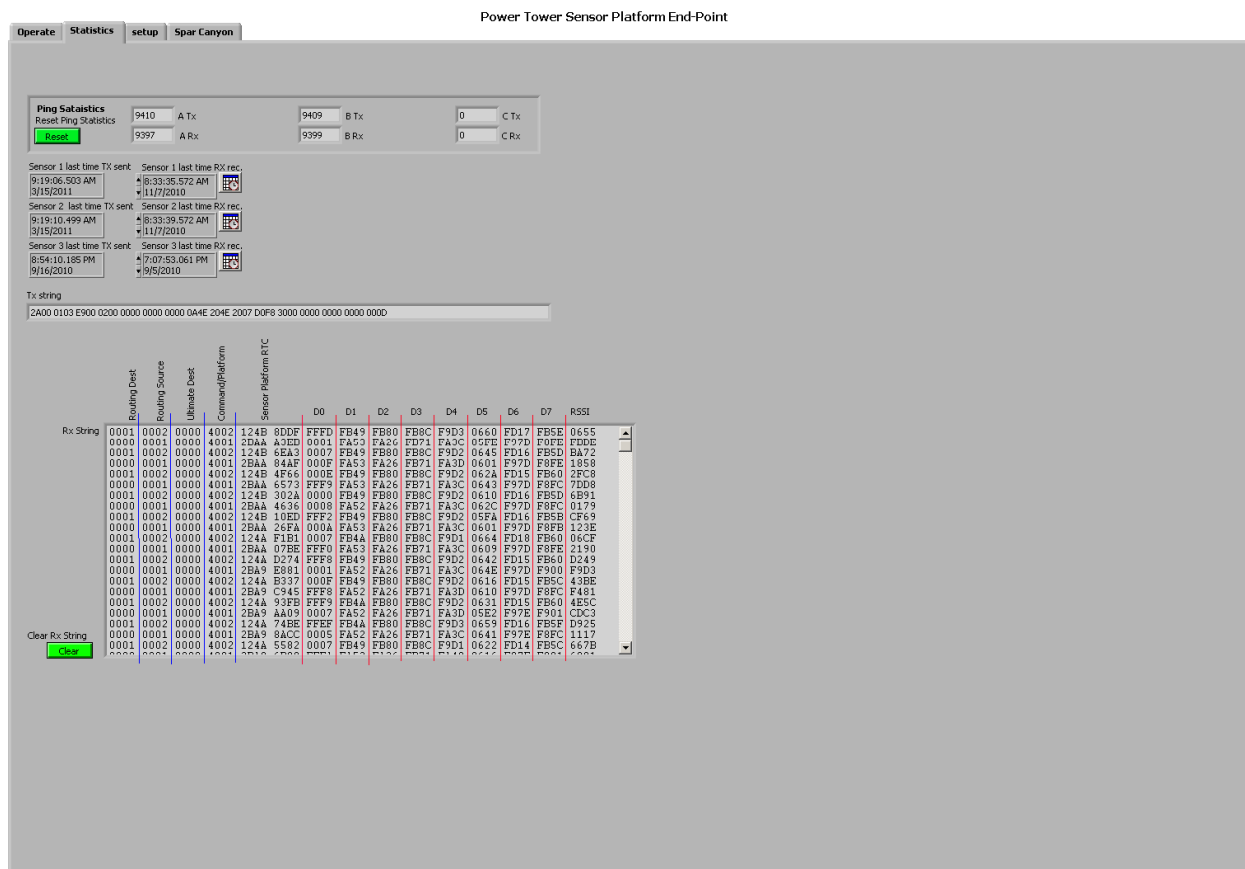 Power Tower Sensor Platform End-Point
Operate Statistics setup Spar Canyon
Ping Sataistics
Reset Ping Statistics
Reset
9410 A Tx 9409 B Tx 0 C Tx
9397 A Rx 9399 B Rx 0 C Rx
Sensor 1 last time TX sent Sensor 1 last time RX rec.
9:19:06.503 AM 8:33:35.572 AM
3/15/2011 11/7/2010
Sensor 2 last time TX sent Sensor 2 last time RX rec.
9:19:10.499 AM 8:33:39.572 AM
3/15/2011 11/7/2010
Sensor 3 last time TX sent Sensor 3 last time RX rec.
8:54:10.185 PM 7:07:53.061 PM
9/16/2010 9/5/2010
Tx string
2A00 0103 E900 0200 0000 0000 0000 0A4E 204E 2007 D0F8 3000 0000 0000 0000 000D
Routing Dest Routing Source Ultimate Dest Command/Platform Sensor Platform RTC D0 D1 D2 D3 D4 D5 D6 D7 RSSI
Rx String
0001 0002 0000 4002 124B 8DDF FFFD FB49 FB80 FB8C F9D3 0660 FD17 FB5E 0655
0000 0001 0000 4001 2BAA A3ED 0001 FA53 FA26 FB71 FA3C 05FE F97D F8FE FDDE
0001 0002 0000 4002 124B 6EA3 0007 FB49 FB80 FB8C F9D2 0645 FD16 FB5D BA72
0000 0001 0000 4001 2BAA 84AF 000F FA53 FA26 FB71 FA3D 0601 F97D F8FE 1858
0001 0002 0000 4002 124B 4F66 000E FB49 FB80 FB8C F9D2 062A FD15 FB60 2FC8
0000 0001 0000 4001 2BAA 6573 FFF9 FA53 FA26 FB71 FA3C 0643 F97D F8FC 7DD8
0001 0002 0000 4002 124B 302A 0000 FB49 FB80 FB8C F9D2 0610 FD16 FB5D 6B91
0000 0001 0000 4001 2BAA 4636 0008 FA52 FA26 FB71 FA3C 062C F97D F8FC 0179
0001 0002 0000 4002 124B 10ED FFF2 FB49 FB80 FB8C F9D2 05FA FD16 FB5B CF69
0000 0001 0000 4001 2BAA 26FA 000A FA53 FA26 FB71 FA3C 0601 F97D F8FB 123E
0001 0002 0000 4002 124A F1B1 0007 FB4A FB80 FB8C F9D1 0664 FD18 FB60 06CF
0000 0001 0000 4001 2BAA 07BE FFF0 FA53 FA26 FB71 FA3C 0609 F97D F8FE 2190
0001 0002 0000 4002 124A D274 FFF8 FB49 FB80 FB8C F9D2 0642 FD15 FB60 D249
0000 0001 0000 4001 2BA9 E881 0001 FA52 FA26 FB71 FA3C 064E F97D F900 F9D3
0001 0002 0000 4002 124A B337 000F FB49 FB80 FB8C F9D2 0616 FD15 FB5C 43BE
0000 0001 0000 4001 2BA9 C945 FFF8 FA52 FA26 FB71 FA3D 0610 F97D F8FC F481
0001 0002 0000 4002 124A 93FB FFF9 FB4A FB80 FB8C F9D2 0631 FD15 FB60 4E5C
0000 0001 0000 4001 2BA9 AA09 0007 FA52 FA26 FB71 FA3D 05E2 F97E F901 CDC3
0001 0002 0000 4002 124A 74BE FFEF FB4A FB80 FB8C F9D3 0659 FD16 FB5F D925
0000 0001 0000 4001 2BA9 8ACC 0005 FA52 FA26 FB71 FA3C 0641 F97E F8FC 1117
0001 0002 0000 4002 124A 5582 0007 FB4A FB80 FB8C F9D1 0622 FD14 FB5C 667B
Clear Rx String
Clear